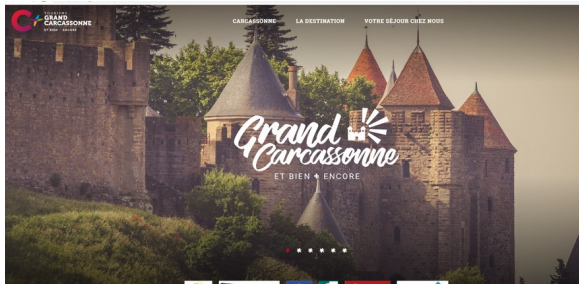 TOURISME
GRAND
CARCASSONNE
ET BIEN + ENCORE
CARCASSONNE
LA DESTINATION
VOTRE SÉJOUR CHEZ NOUS
Grand
Carcassonne
ET BIEN + ENCORE